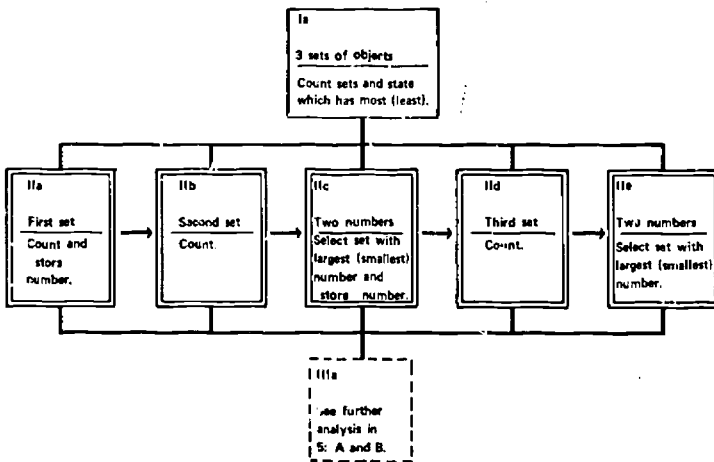 Ia
3 sets of objects
Count sets and state
which has most (least).
IIa
First set
Count and
store
number.
IIb
Second set
Count.
IIc
Two numbers
Select set with
largest (smallest)
number and
store number.
IId
Third set
Count.
IIe
Two numbers
Select set with
largest (smallest)
number.
IIIa
See further
analysis in
5: A and B.